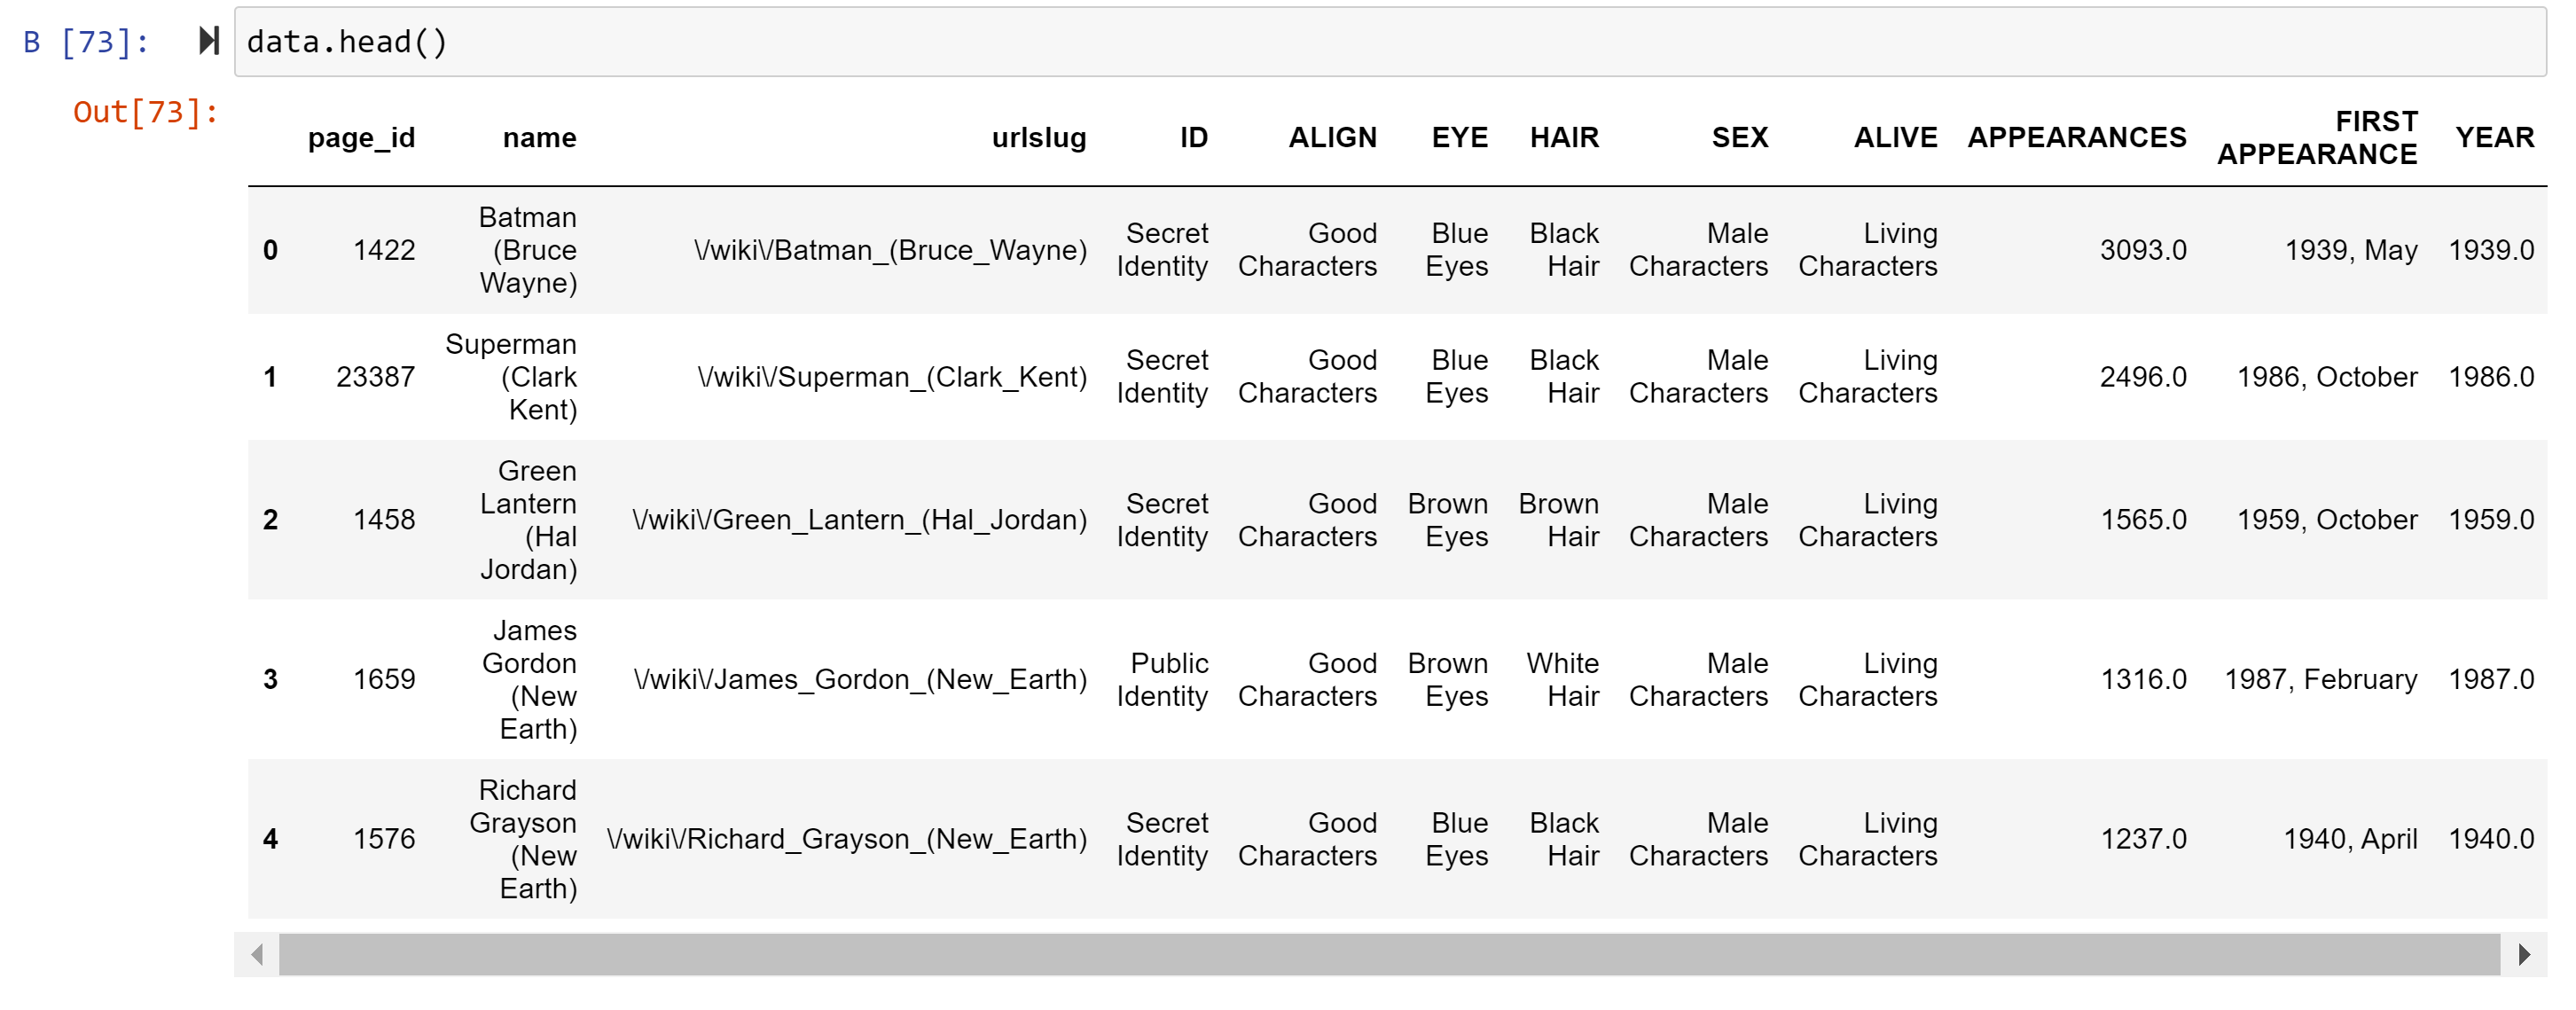 B [73]: data.head()
Out[73]:
page_id name urlslug ID ALIGN EYE HAIR SEX ALIVE APPEARANCES FIRST APPEARANCE YEAR
0 1422 Batman (Bruce Wayne) \/wiki\/Batman_(Bruce_Wayne) Secret Identity Good Characters Blue Eyes Black Hair Male Characters Living Characters 3093.0 1939, May 1939.0
1 23387 Superman (Clark Kent) \/wiki\/Superman_(Clark_Kent) Secret Identity Good Characters Blue Eyes Black Hair Male Characters Living Characters 2496.0 1986, October 1986.0
2 1458 Green Lantern (Hal Jordan) \/wiki\/Green_Lantern_(Hal_Jordan) Secret Identity Good Characters Brown Eyes Brown Hair Male Characters Living Characters 1565.0 1959, October 1959.0
3 1659 James Gordon (New Earth) \/wiki\/James_Gordon_(New_Earth) Public Identity Good Characters Brown Eyes White Hair Male Characters Living Characters 1316.0 1987, February 1987.0
4 1576 Richard Grayson (New Earth) \/wiki\/Richard_Grayson_(New_Earth) Secret Identity Good Characters Blue Eyes Black Hair Male Characters Living Characters 1237.0 1940, April 1940.0